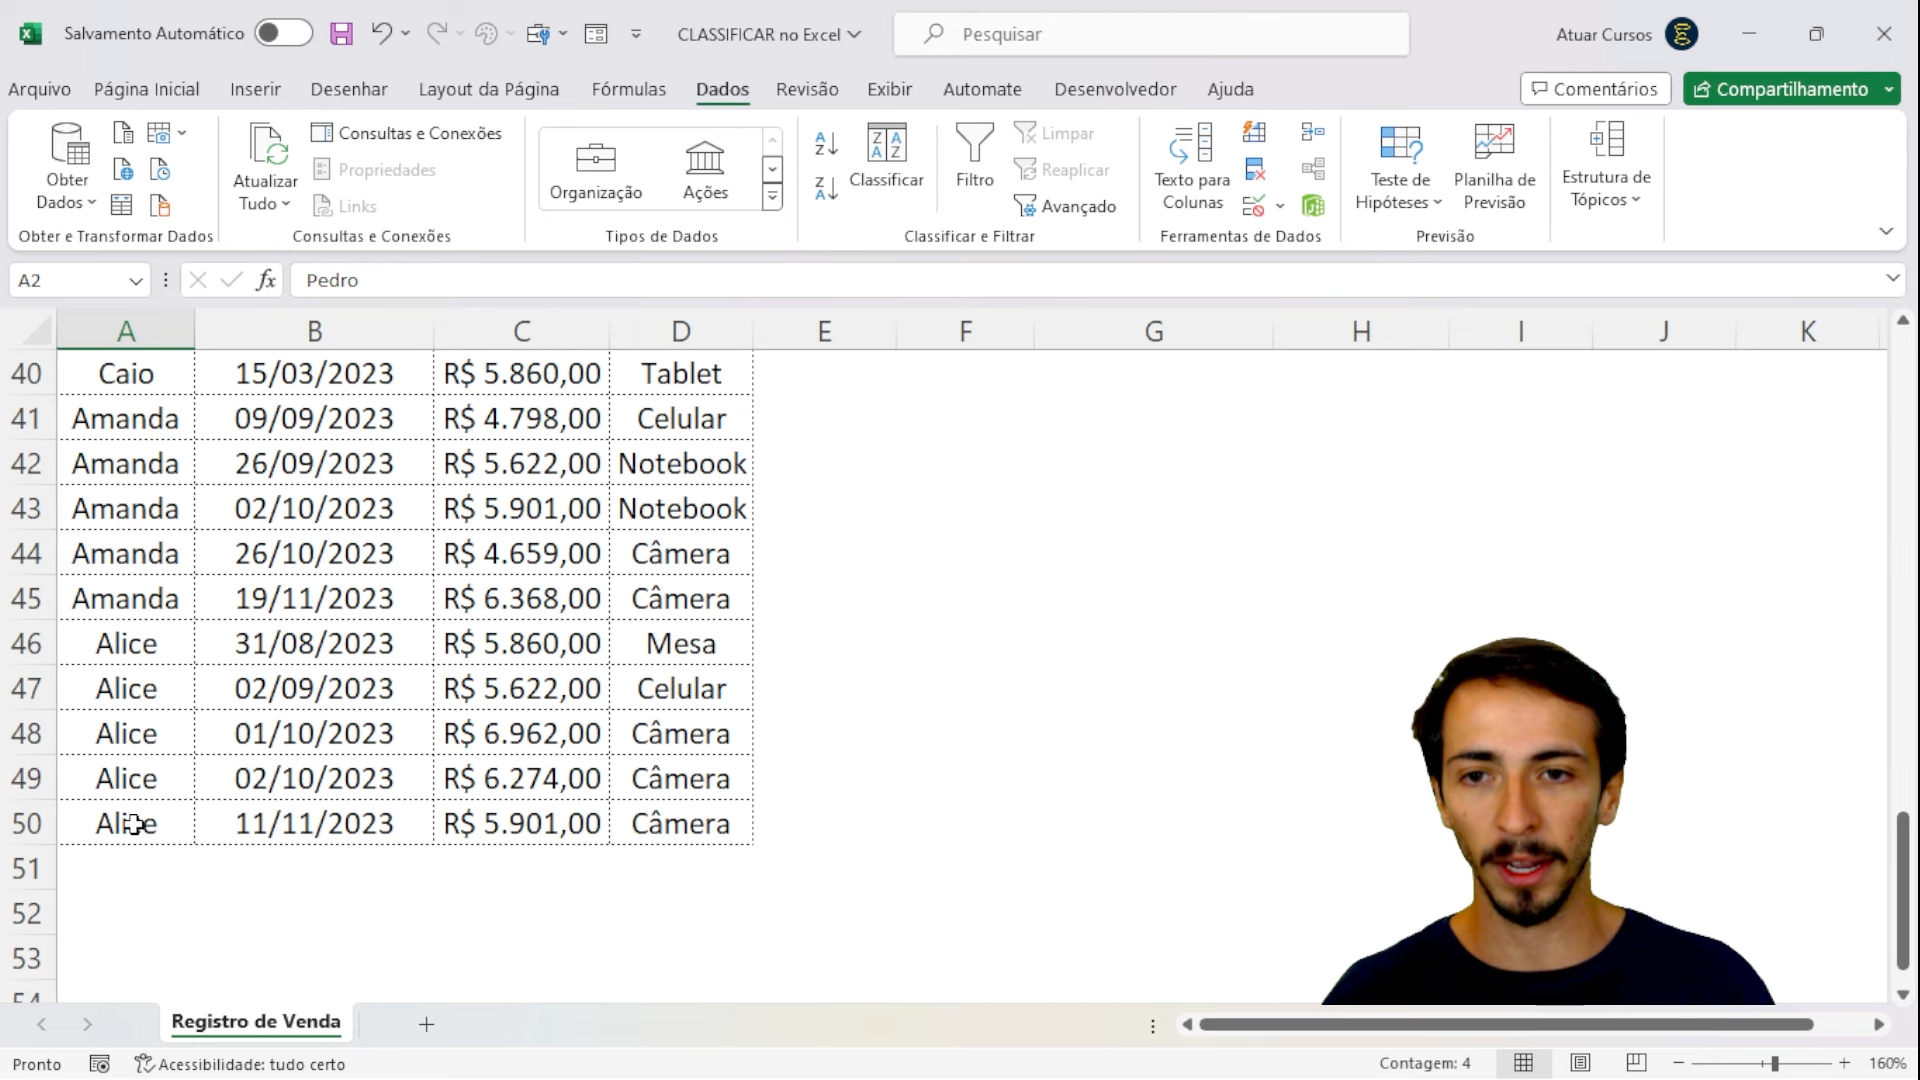 Salvamento Automático
CLASSIFICAR no Excel
Pesquisar
Atuar Cursos
Arquivo Página Inicial Inserir Desenhar Layout da Página Fórmulas Dados Revisão Exibir Automate Desenvolvedor Ajuda
Comentários
Compartilhamento
Obter Dados
Obter e Transformar Dados
Atualizar Tudo
Consultas e Conexões
Propriedades
Links
Consultas e Conexões
Organização
Ações
Tipos de Dados
Classificar
Filtro
Limpar
Reaplicar
Avançado
Classificar e Filtrar
Texto para Colunas
Ferramentas de Dados
Teste de Hipóteses
Planilha de Previsão
Previsão
Estrutura de Tópicos
A2
fx
Pedro
A B C D E F G H I J K
40 Caio 15/03/2023 R$ 5.860,00 Tablet
41 Amanda 09/09/2023 R$ 4.798,00 Celular
42 Amanda 26/09/2023 R$ 5.622,00 Notebook
43 Amanda 02/10/2023 R$ 5.901,00 Notebook
44 Amanda 26/10/2023 R$ 4.659,00 Câmera
45 Amanda 19/11/2023 R$ 6.368,00 Câmera
46 Alice 31/08/2023 R$ 5.860,00 Mesa
47 Alice 02/09/2023 R$ 5.622,00 Celular
48 Alice 01/10/2023 R$ 6.962,00 Câmera
49 Alice 02/10/2023 R$ 6.274,00 Câmera
50 Alice 11/11/2023 R$ 5.901,00 Câmera
51
52
53
54
Registro de Venda
Pronto
Acessibilidade: tudo certo
Contagem: 4
160%